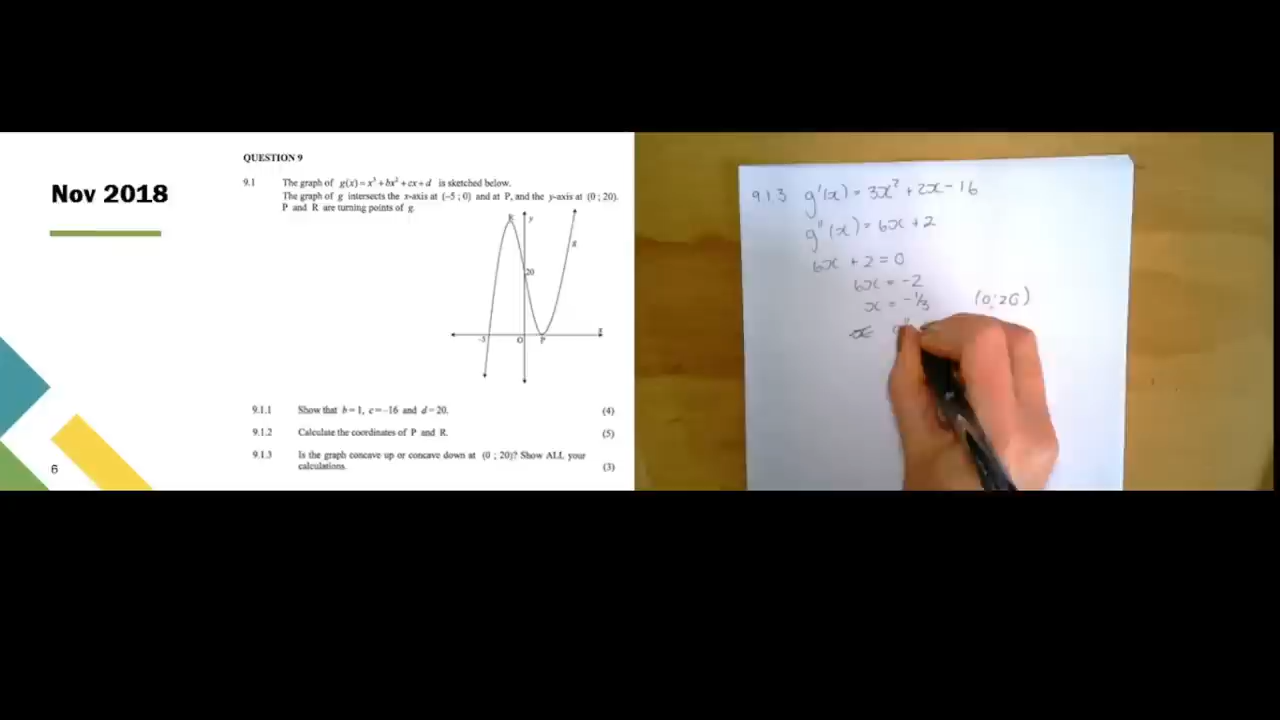 Nov 2018
6
QUESTION 9
9.1 The graph of g(x) = x³ + bx² + cx + d is sketched below.
The graph of g intersects the x-axis at (−5 ; 0) and at P, and the y-axis at (0 ; 20).
P and R are turning points of g.
R
y
g
20
x
-5
O
P
9.1.1 Show that b = 1, c = −16 and d = 20. (4)
9.1.2 Calculate the coordinates of P and R. (5)
9.1.3 Is the graph concave up or concave down at (0 ; 20)? Show ALL your
calculations. (3)
9.1.3 g'(x) = 3x² + 2x − 16
g''(x) = 6x + 2
6x + 2 = 0
6x = −2
x = −1/3 (0;20)